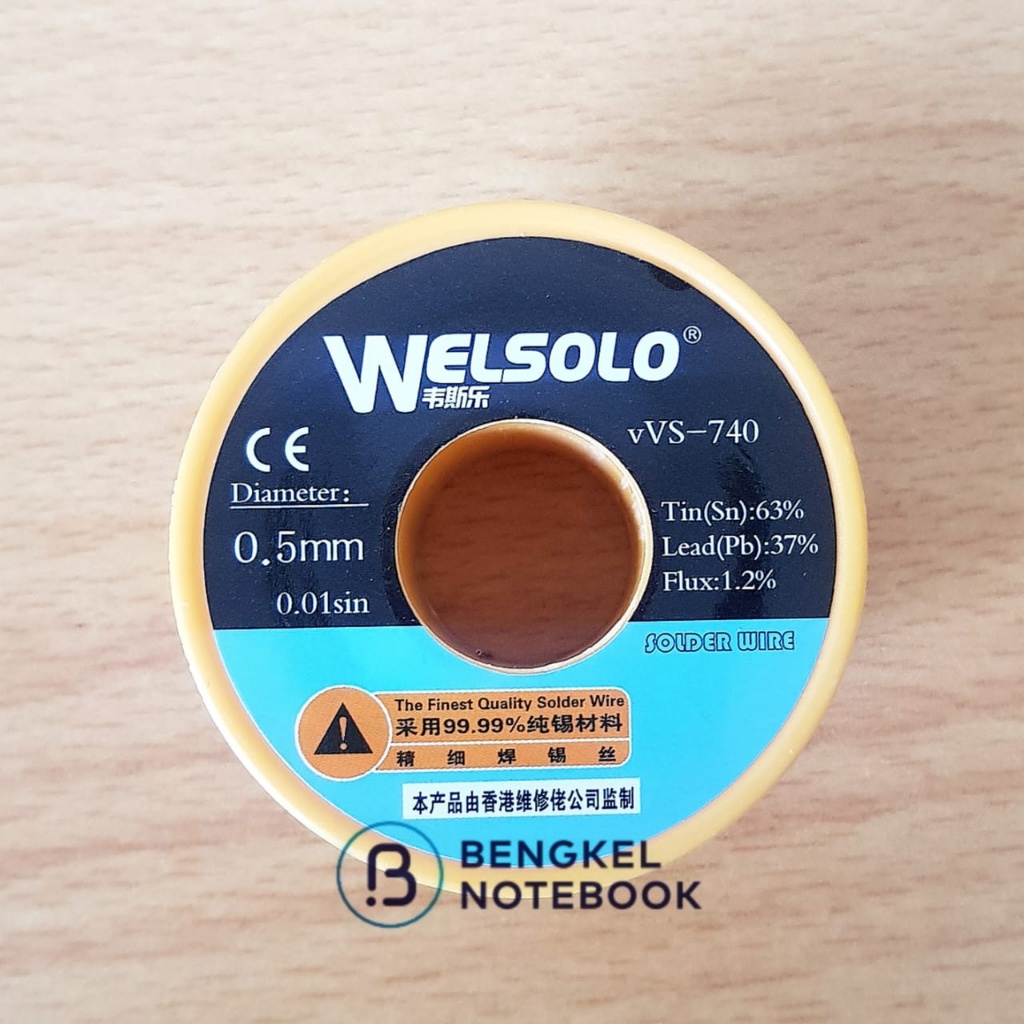 WELSOLO®
韦斯乐
vVS-740
CE
Diameter:
0.5mm
0.01sin
Tin(Sn):63%
Lead(Pb):37%
Flux:1.2%
SOLDER WIRE
The Finest Quality Solder Wire
采用99.99%纯锡材料
精细焊锡丝
本产品由香港维修佬公司监制
B
BENGKEL
NOTEBOOK